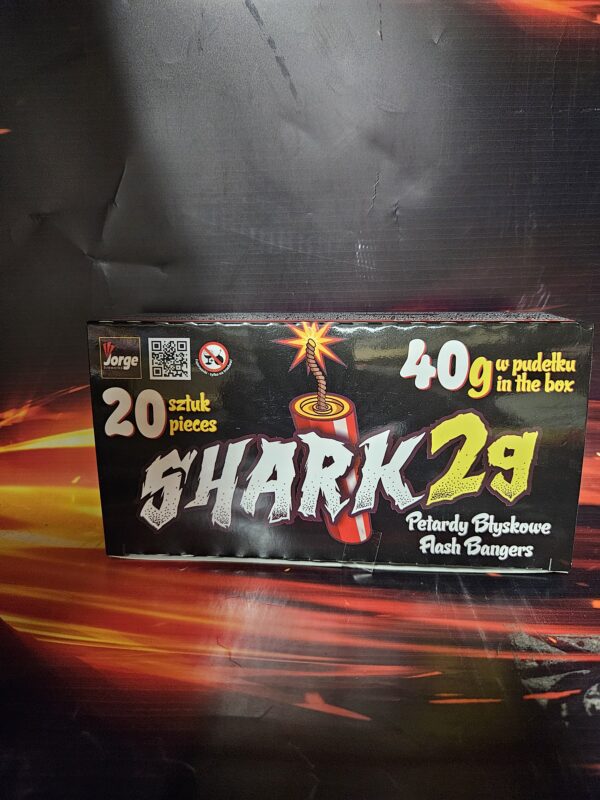 Jorge
40g w pudełku
in the box
20 sztuk
pieces
SHARK 2g
Petardy Błyskowe
Flash Bangers